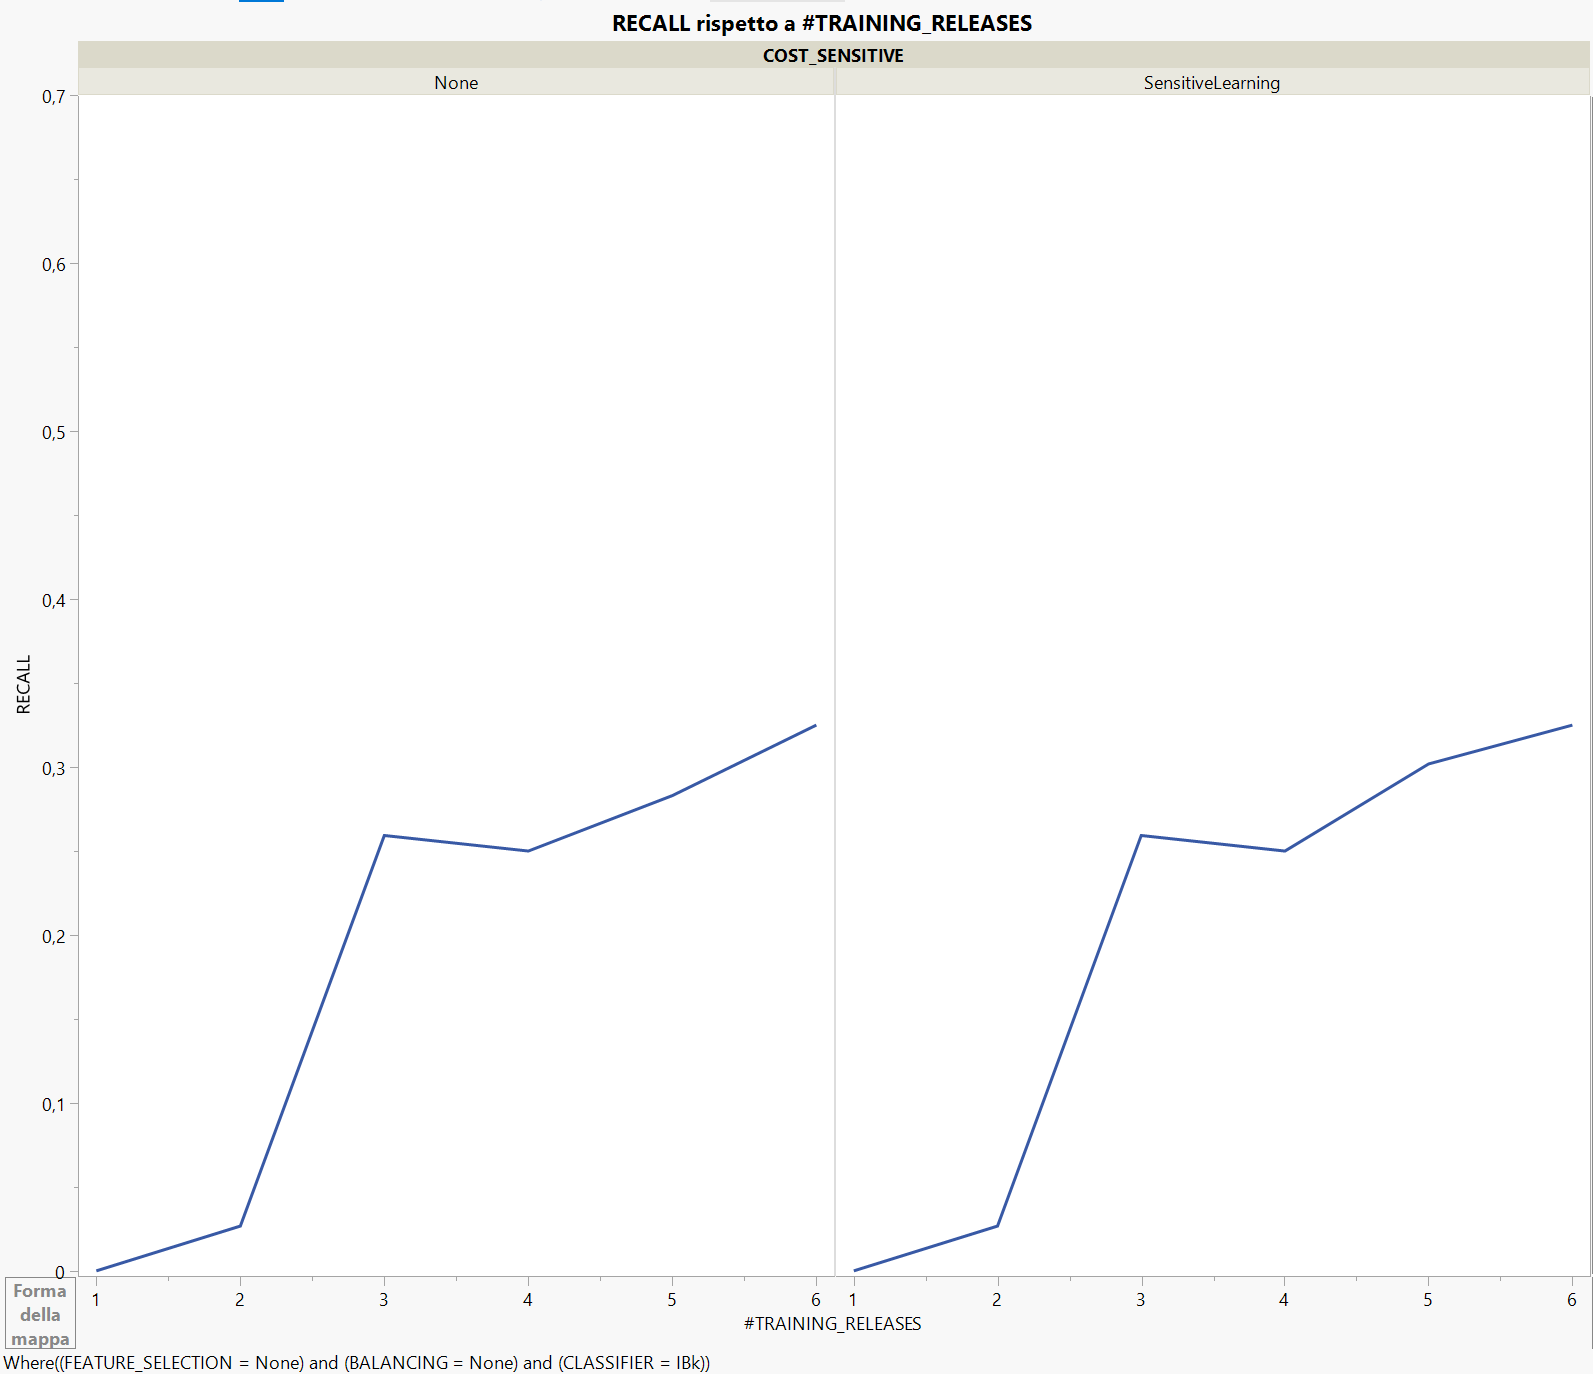 RECALL rispetto a #TRAINING_RELEASES
COST_SENSITIVE
None
SensitiveLearning
0,7
0,6
0,5
0,4
0,3
0,2
0,1
0
RECALL
1 2 3 4 5 6
1 2 3 4 5 6
#TRAINING_RELEASES
Forma
della
mappa
Where((FEATURE_SELECTION = None) and (BALANCING = None) and (CLASSIFIER = IBk))